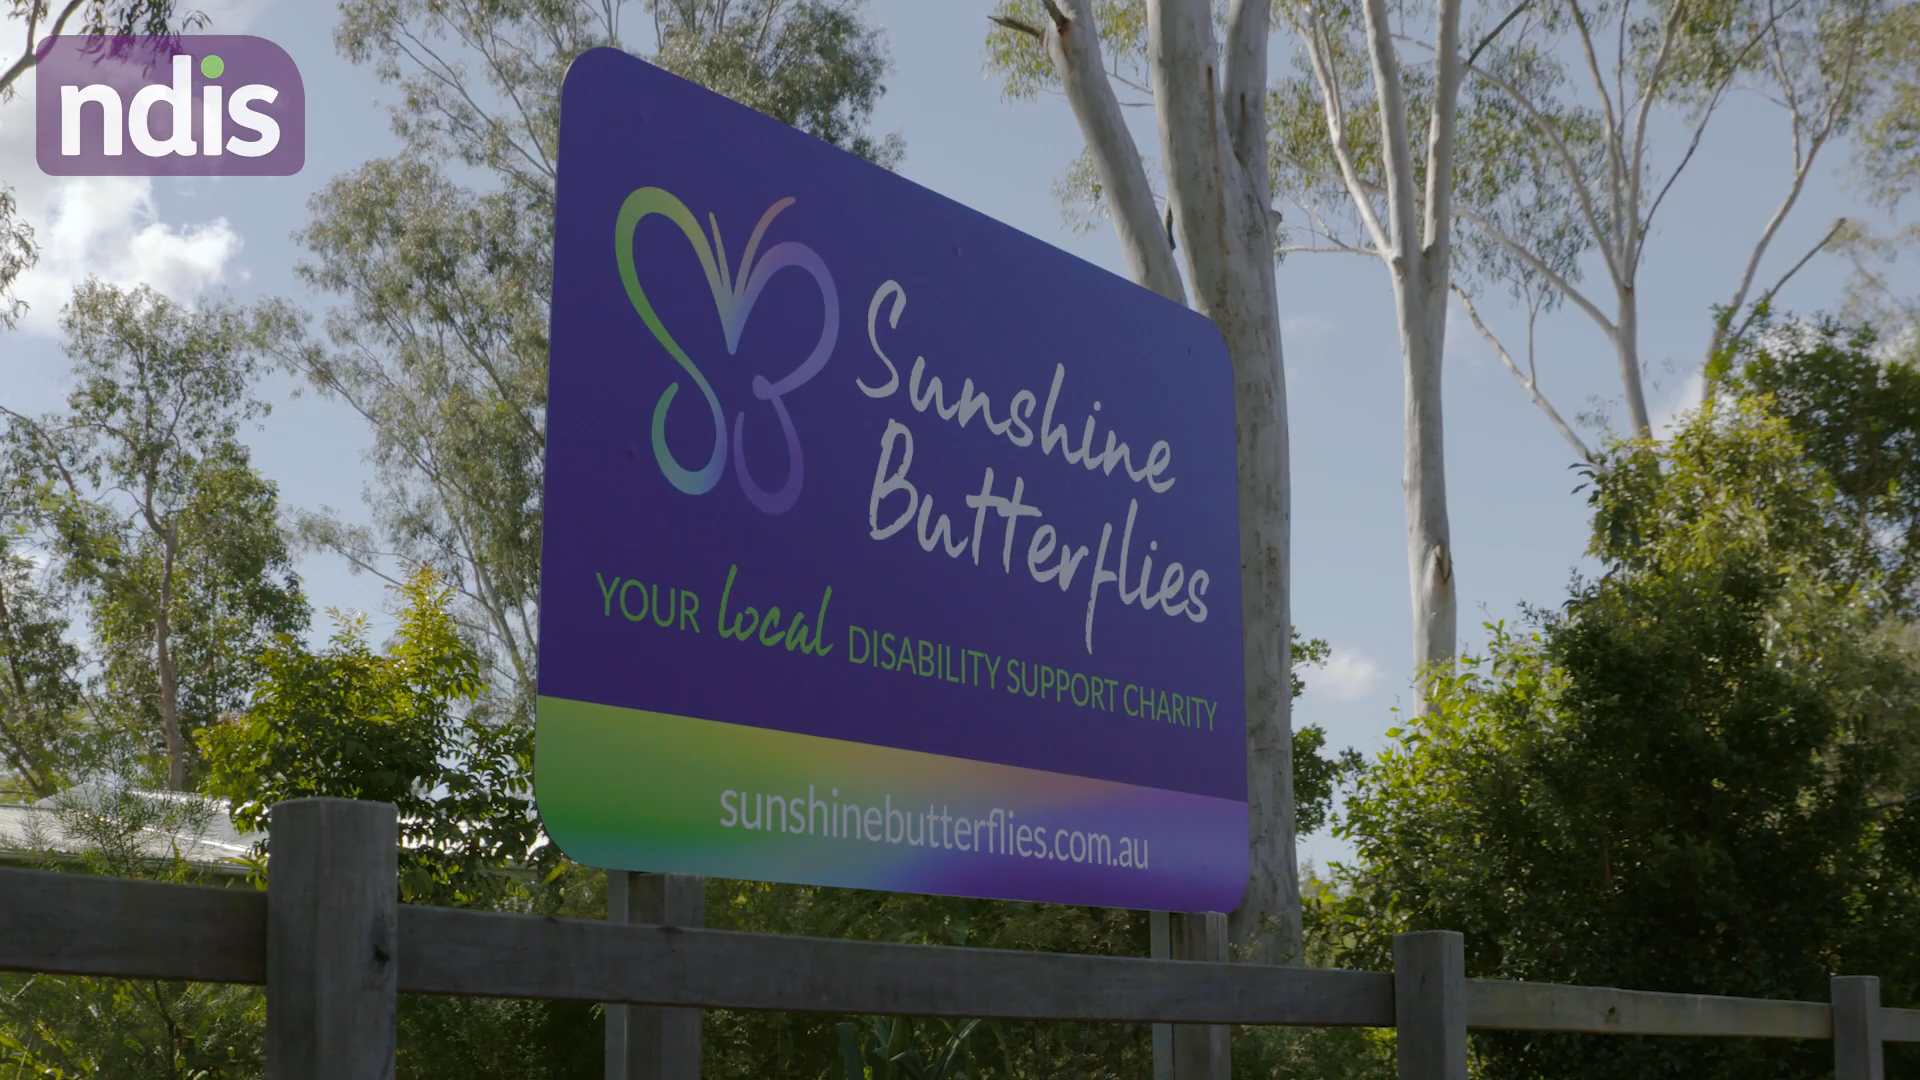 ndis
Sunshine
Butterflies
YOUR local DISABILITY SUPPORT CHARITY
sunshinebutterflies.com.au